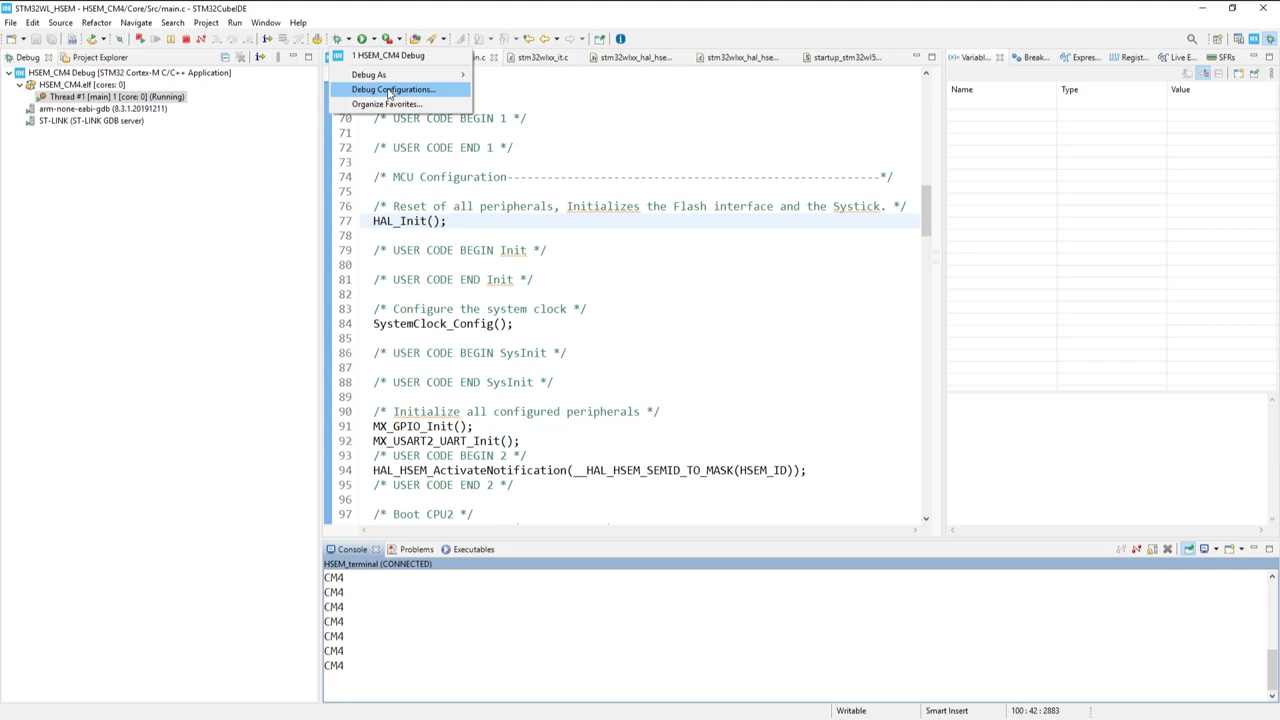 STM32WL_HSEM - HSEM_CM4/Core/Src/main.c - STM32CubeIDE
File Edit Source Refactor Navigate Search Project Run Window Help
Debug Project Explorer
HSEM_CM4 Debug [STM32 Cortex-M C/C++ Application]
HSEM_CM4.elf [cores: 0]
Thread #1 [main] 1 [core: 0] (Running)
arm-none-eabi-gdb (8.3.1.20191211)
ST-LINK (ST-LINK GDB server)
1 HSEM_CM4 Debug
Debug As
Debug Configurations...
Organize Favorites...
n.c stm32wlxx_it.c stm32wlxx_hal_hse... stm32wlxx_hal_hse... startup_stm32wl5...
70 /* USER CODE BEGIN 1 */
71
72 /* USER CODE END 1 */
73
74 /* MCU Configuration--------------------------------------------------------*/
75
76 /* Reset of all peripherals, Initializes the Flash interface and the Systick. */
77 HAL_Init();
78
79 /* USER CODE BEGIN Init */
80
81 /* USER CODE END Init */
82
83 /* Configure the system clock */
84 SystemClock_Config();
85
86 /* USER CODE BEGIN SysInit */
87
88 /* USER CODE END SysInit */
89
90 /* Initialize all configured peripherals */
91 MX_GPIO_Init();
92 MX_USART2_UART_Init();
93 /* USER CODE BEGIN 2 */
94 HAL_HSEM_ActivateNotification(__HAL_HSEM_SEMID_TO_MASK(HSEM_ID));
95 /* USER CODE END 2 */
96
97 /* Boot CPU2 */
Variabl... Break... Expres... Regist... Live E... SFRs
Name Type Value
Console Problems Executables
HSEM_terminal (CONNECTED)
CM4
CM4
CM4
CM4
CM4
CM4
CM4
Writable Smart Insert 100 : 42 : 2883